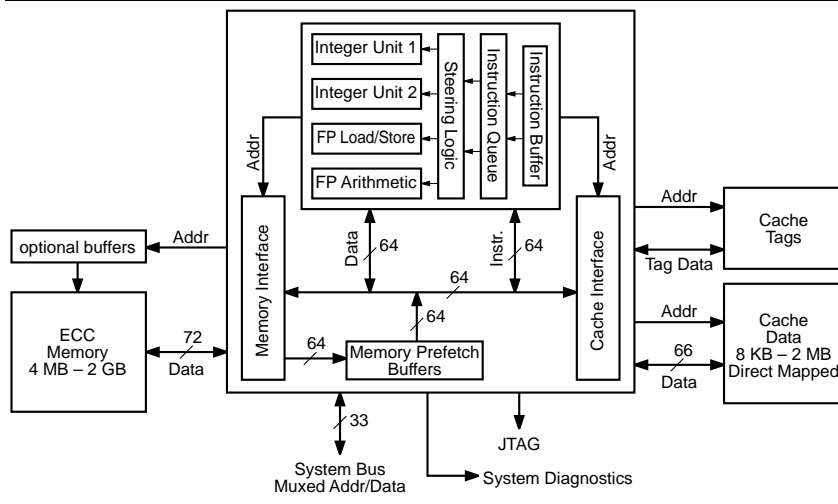 Integer Unit 1
Integer Unit 2
FP Load/Store
FP Arithmetic
Steering Logic
Instruction Queue
Instruction Buffer
Addr
Addr
Memory Interface
Cache Interface
Data
64
Instr.
64
64
64
64
Memory Prefetch
Buffers
optional buffers
Addr
ECC
Memory
4 MB – 2 GB
72
Data
Addr
Tag Data
Cache
Tags
Addr
66
Data
Cache
Data
8 KB – 2 MB
Direct Mapped
33
System Bus
Muxed Addr/Data
JTAG
System Diagnostics